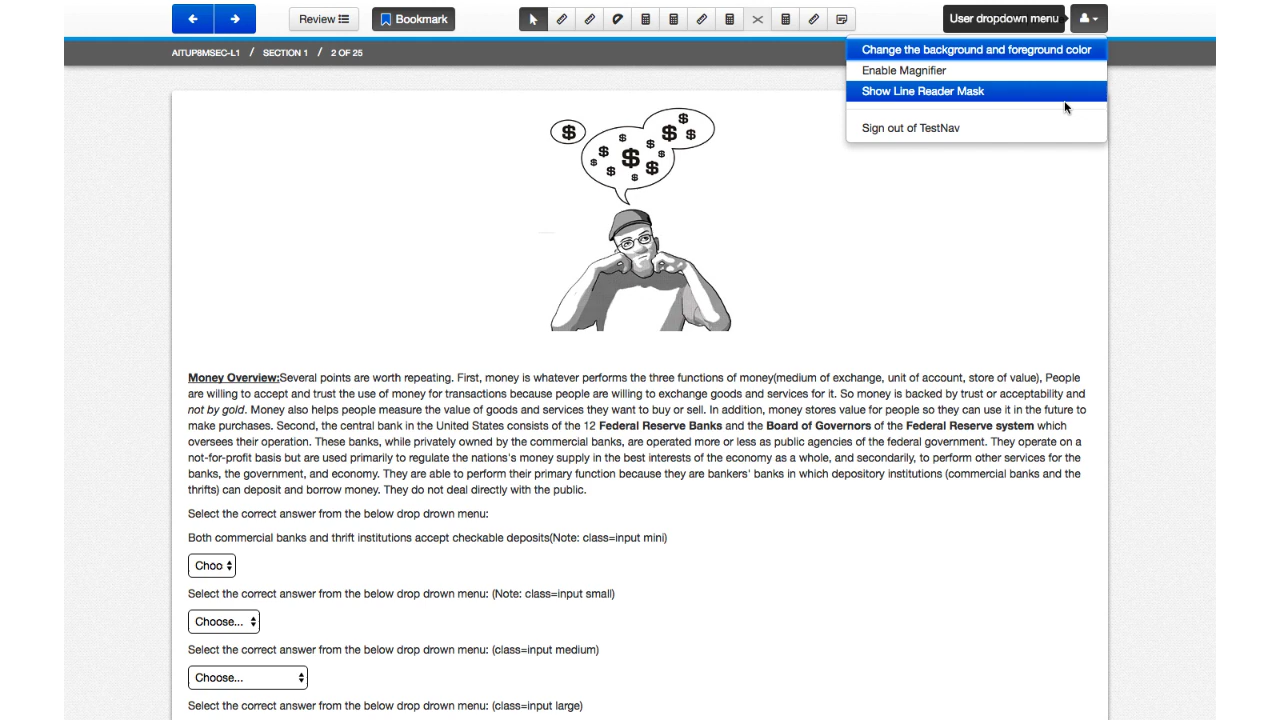 Review
Bookmark
User dropdown menu
AITUP8MSEC-L1 / SECTION 1 / 2 OF 25
Change the background and foreground color
Enable Magnifier
Show Line Reader Mask
Sign out of TestNav
$ $ $ $ $ $ $ $ $ $ $ $ $ $
Money Overview:Several points are worth repeating. First, money is whatever performs the three functions of money(medium of exchange, unit of account, store of value), People
are willing to accept and trust the use of money for transactions because people are willing to exchange goods and services for it. So money is backed by trust or acceptability and
not by gold. Money also helps people measure the value of goods and services they want to buy or sell. In addition, money stores value for people so they can use it in the future to
make purchases. Second, the central bank in the United States consists of the 12 Federal Reserve Banks and the Board of Governors of the Federal Reserve system which
oversees their operation. These banks, while privately owned by the commercial banks, are operated more or less as public agencies of the federal government. They operate on a
not-for-profit basis but are used primarily to regulate the nation's money supply in the best interests of the economy as a whole, and secondarily, to perform other services for the
banks, the government, and economy. They are able to perform their primary function because they are bankers' banks in which depository institutions (commercial banks and the
thrifts) can deposit and borrow money. They do not deal directly with the public.
Select the correct answer from the below drop drown menu:
Both commercial banks and thrift institutions accept checkable deposits(Note: class=input mini)
Choo
Select the correct answer from the below drop drown menu: (Note: class=input small)
Choose...
Select the correct answer from the below drop drown menu: (class=input medium)
Choose...
Select the correct answer from the below drop drown menu: (class=input large)